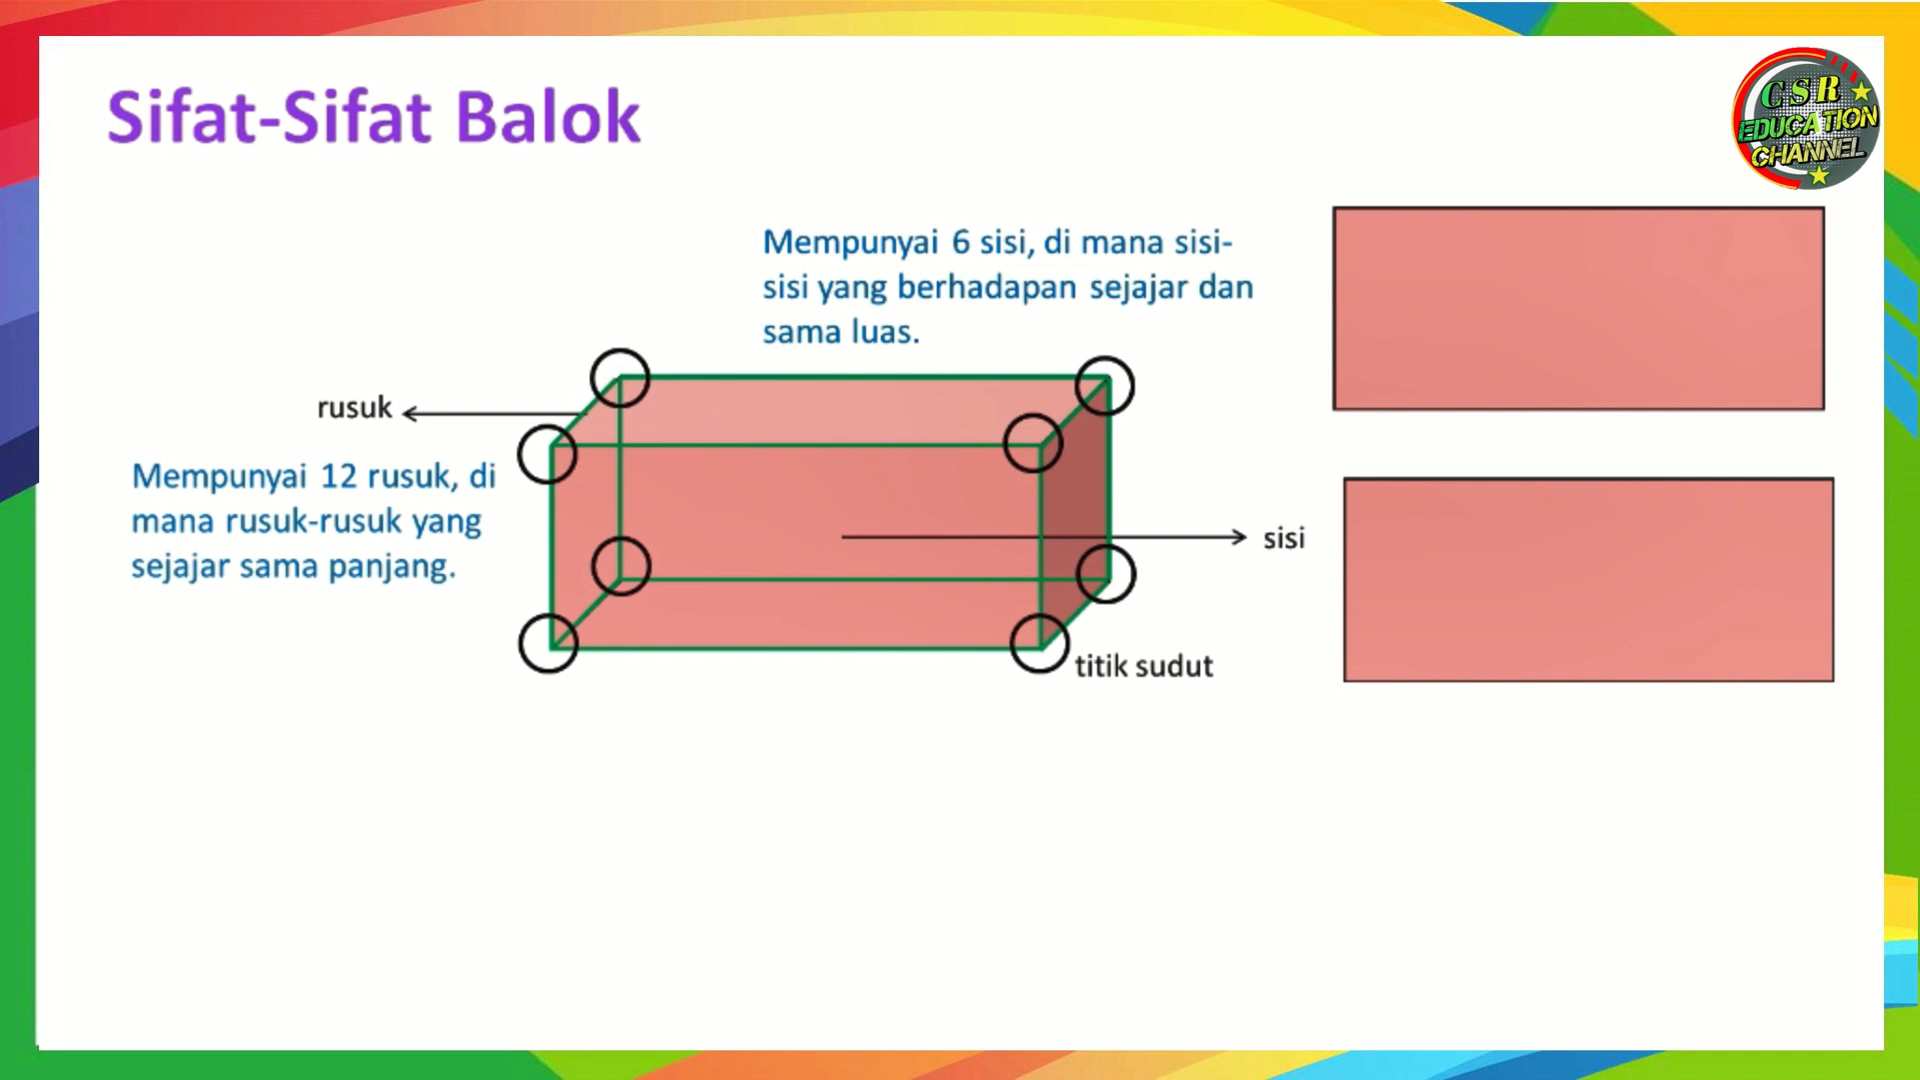 Sifat-Sifat Balok
CSR
EDUCATION
CHANNEL
Mempunyai 6 sisi, di mana sisi-
sisi yang berhadapan sejajar dan
sama luas.
rusuk
Mempunyai 12 rusuk, di
mana rusuk-rusuk yang
sejajar sama panjang.
sisi
titik sudut